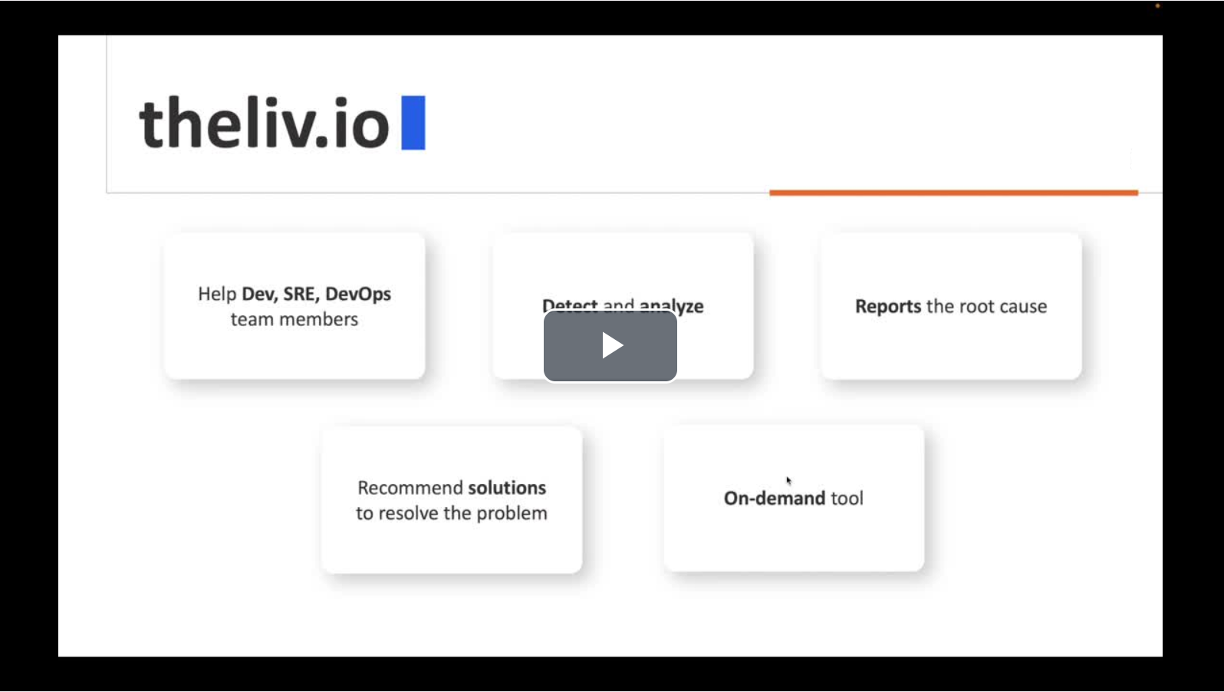 theliv.io
Help Dev, SRE, DevOps
team members
Detect and analyze
Reports the root cause
Recommend solutions
to resolve the problem
On-demand tool